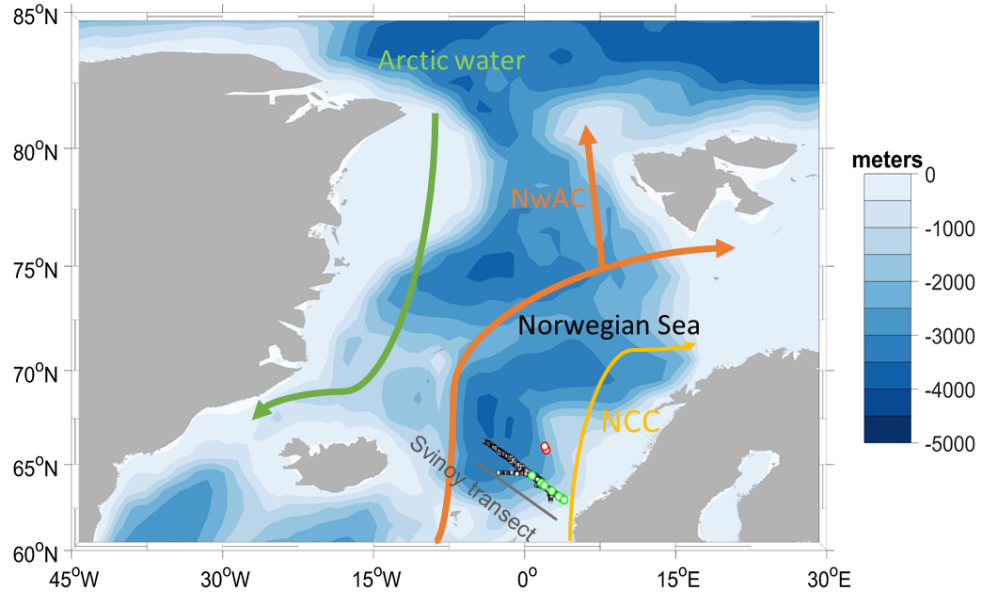 85°N
Arctic water
80°N
meters
0
NwAC
-1000
75°N
-2000
Norwegian Sea
-3000
70°N
-4000
NCC
-5000
Svinoy transect
65°N
60°N
45°W 30°W 15°W 0° 15°E 30°E